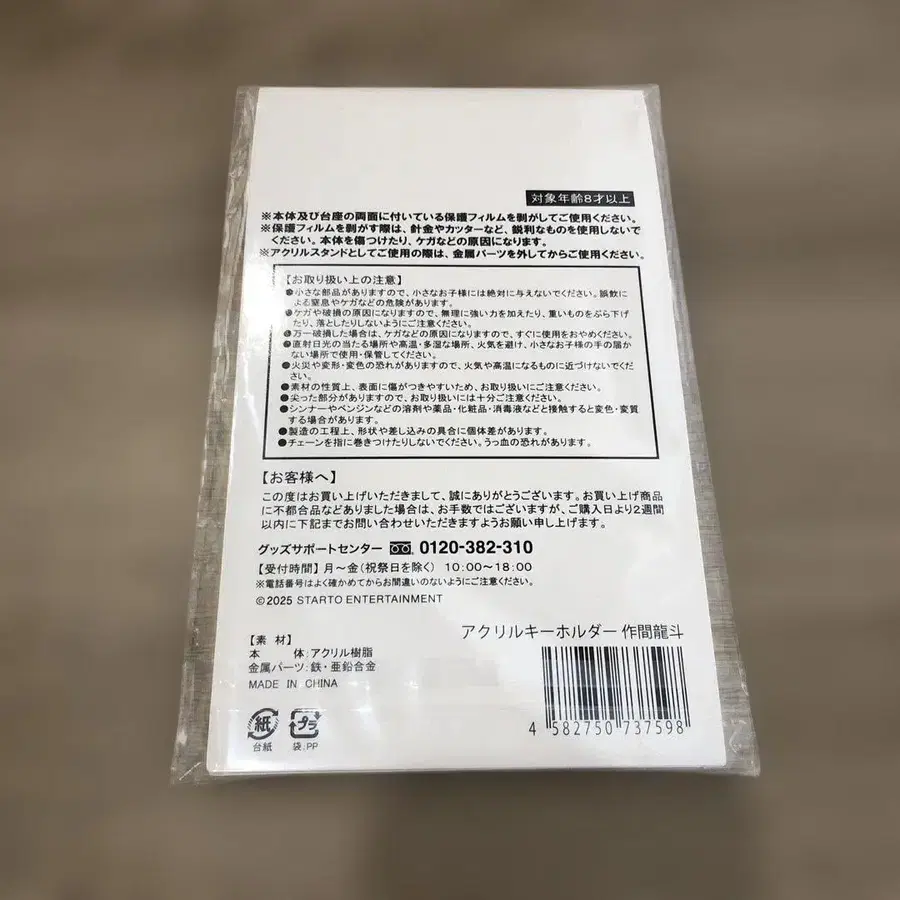 対象年齢8才以上
※本体及び台座の両面に付いている保護フィルムを剥がしてご使用ください。
※保護フィルムを剥がす際は、針金やカッターなど、鋭利なものを使用しないで
ください。本体を傷つけたり、ケガなどの原因になります。
※アクリルスタンドとしてご使用の際は、金属パーツを外してからご使用ください。
【お取り扱い上の注意】
●小さな部品がありますので、小さなお子様には絶対に与えないでください。誤飲に
よる窒息やケガなどの危険があります。
●ケガや破損の原因になりますので、無理に強い力を加えたり、重いものをぶら下げ
たり、落としたりしないようにご注意ください。
●万一破損した場合は、ケガなどの原因になりますので、すぐに使用をおやめください。
●直射日光の当たる場所や高温・多湿な場所、火気を避け、小さなお子様の手の届か
ない場所で使用・保管してください。
●火災や変形・変色の恐れがありますので、火気や高温になるものに近づけないでくだ
さい。
●素材の性質上、表面に傷がつきやすいため、お取り扱いにご注意ください。
●尖った部分がありますので、お取り扱いには十分ご注意ください。
●シンナーやベンジンなどの溶剤や薬品・化粧品・消毒液などと接触すると変色・変質
する場合があります。
●製造の工程上、形状や差し込みの具合に個体差があります。
●チェーンを指に巻きつけたりしないでください。うっ血の恐れがあります。
【お客様へ】
この度はお買い上げいただきまして、誠にありがとうございます。お買い上げ商品
に不都合品などありました場合は、お手数ではございますが、ご購入日より2週間
以内に下記までお問い合わせいただきますようお願い申し上げます。
グッズサポートセンター 0120-382-310
【受付時間】月～金(祝祭日を除く) 10:00～18:00
※電話番号はよく確かめてからお間違いのないようにご注意ください。
©2025 STARTO ENTERTAINMENT
アクリルキーホルダー 作間龍斗
【素 材】
本 体:アクリル樹脂
金属パーツ:鉄・亜鉛合金
MADE IN CHINA
紙 プラ
台紙 袋:PP
4 582750 737598